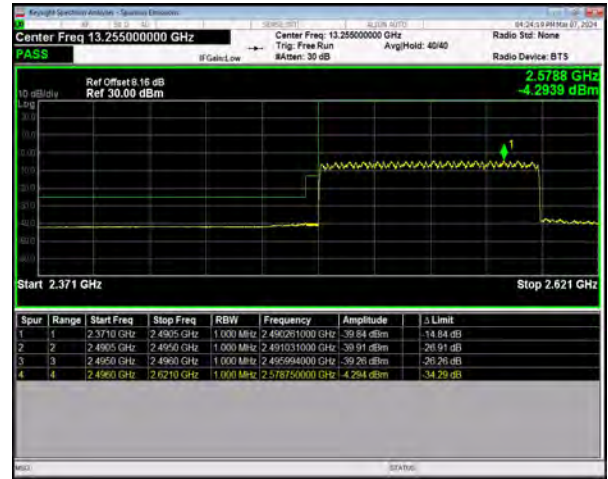 Keysight Spectrum Analyzer - Spurious Emissions
SENSE:INT
ALIGN AUTO
04:24:59 PM Mar 07, 2024
Center Freq 13.255000000 GHz
Center Freq: 13.255000000 GHz
Radio Std: None
Trig: Free Run
Avg|Hold: 40/40
PASS
IFGain:Low
#Atten: 30 dB
Radio Device: BTS
Ref Offset 8.16 dB
2.5788 GHz
10 dB/div
Ref 30.00 dBm
-4.2939 dBm
Log
1
Start 2.371 GHz
Stop 2.621 GHz
Spur Range Start Freq Stop Freq RBW Frequency Amplitude Δ Limit
1 1 2.3710 GHz 2.4905 GHz 1.000 MHz 2.490261000 GHz -39.84 dBm -14.84 dB
2 2 2.4905 GHz 2.4950 GHz 1.000 MHz 2.491031000 GHz -39.91 dBm -26.91 dB
3 3 2.4950 GHz 2.4960 GHz 1.000 MHz 2.495994000 GHz -39.26 dBm -26.26 dB
4 4 2.4960 GHz 2.6210 GHz 1.000 MHz 2.578750000 GHz -4.294 dBm -34.29 dB
MSG
STATUS